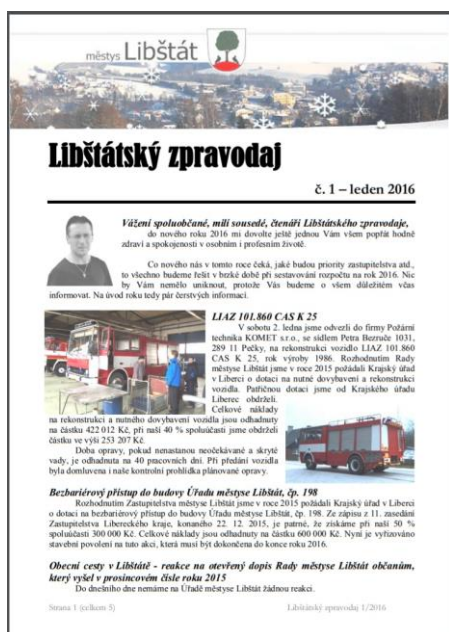 městys Libštát
Libštátský zpravodaj
č. 1 – leden 2016
Vážení spoluobčané, milí sousedé, čtenáři Libštátského zpravodaje,
do nového roku 2016 mi dovolte ještě jednou Vám všem popřát hodně
zdraví a spokojenosti v osobním i profesním životě.
Co nového nás v tomto roce čeká, jaké budou priority zastupitelstva atd.,
to všechno budeme řešit v brzké době při sestavování rozpočtu na rok 2016. Nic
by Vám nemělo uniknout, protože Vás budeme o všem důležitém včas
informovat. Na úvod roku tedy pár čerstvých informací.
LIAZ 101.860 CAS K 25
V sobotu 2. ledna jsme odvezli do firmy Požární
technika KOMET s.r.o., se sídlem Petra Bezruče 1031,
289 11 Pečky, na rekonstrukci vozidlo LIAZ 101.860
CAS K 25, rok výroby 1986. Rozhodnutím Rady
městyse Libštát jsme v roce 2015 požádali Krajský úřad
v Liberci o dotaci na nutné dovybavení a rekonstrukci
vozidla. Patřičnou dotaci jsme od Krajského úřadu
Liberec obdrželi.
Celkové náklady
na rekonstrukci a nutného dovybavení vozidla jsou odhadnuty
na částku 422 012 Kč, při naší 40 % spoluúčasti jsme obdrželi
částku ve výši 253 207 Kč.
Doba opravy, pokud nenastanou neočekávané a skryté
vady, je odhadnuta na 40 pracovních dní. Při předání vozidla
byla domluvena i naše kontrolní prohlídka plánované opravy.
Bezbariérový přístup do budovy Úřadu městyse Libštát, čp. 198
Rozhodnutím Zastupitelstva městyse Libštát jsme v roce 2015 požádali Krajský úřad v Liberci
o dotaci na bezbariérový přístup do budovy Úřadu městyse Libštát, čp. 198. Ze zápisu z 11. zasedání
Zastupitelstva Libereckého kraje, konaného 22. 12. 2015, je patrné, že získáme při naší 50 %
spoluúčasti 300 000 Kč. Celkové náklady jsou odhadnuty na částku 600 000 Kč. Nyní je vyřizováno
stavební povolení na tuto akci, která musí být dokončena do konce roku 2016.
Obecní cesty v Libštátě - reakce na otevřený dopis Rady městyse Libštát občanům,
který vyšel v prosincovém čísle roku 2015
Do dnešního dne nemáme na Úřadě městyse Libštát žádnou reakci.
Strana 1 (celkem 5) Libštátský zpravodaj 1/2016